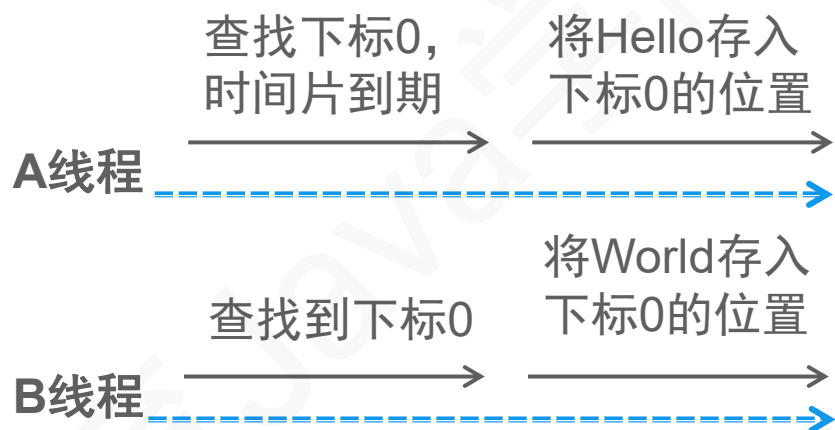 查找下标0，
时间片到期
将Hello存入
下标0的位置
A线程
查找到下标0
将World存入
下标0的位置
B线程
Java